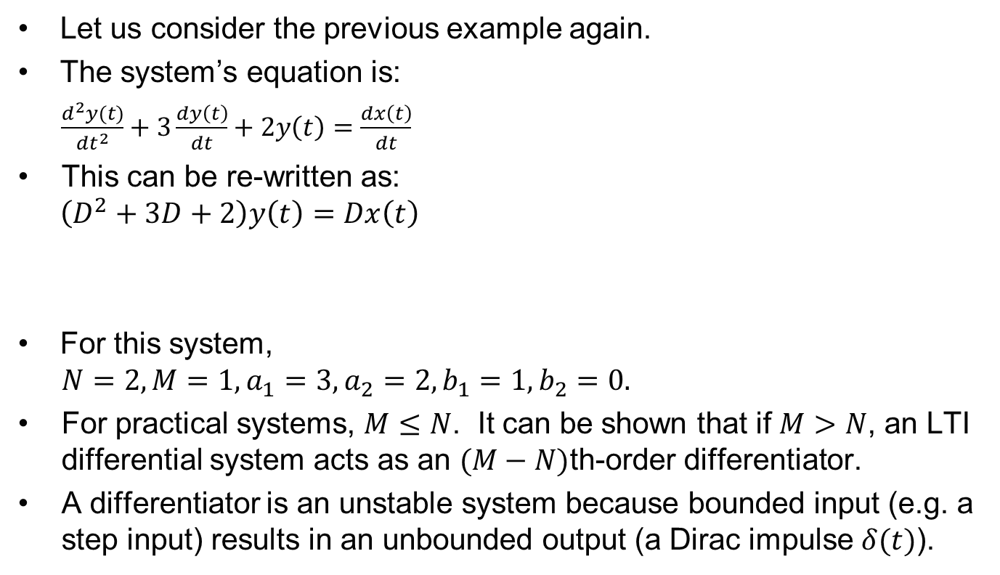 • Let us consider the previous example again.
• The system's equation is:
$\frac{d^2y(t)}{dt^2} + 3\frac{dy(t)}{dt} + 2y(t) = \frac{dx(t)}{dt}$
• This can be re-written as:
$(D^2 + 3D + 2)y(t) = Dx(t)$
• For this system,
$N = 2, M = 1, a_1 = 3, a_2 = 2, b_1 = 1, b_2 = 0.$
• For practical systems, $M \leq N$. It can be shown that if $M > N$, an LTI
differential system acts as an $(M - N)$th-order differentiator.
• A differentiator is an unstable system because bounded input (e.g. a
step input) results in an unbounded output (a Dirac impulse $\delta(t)$).